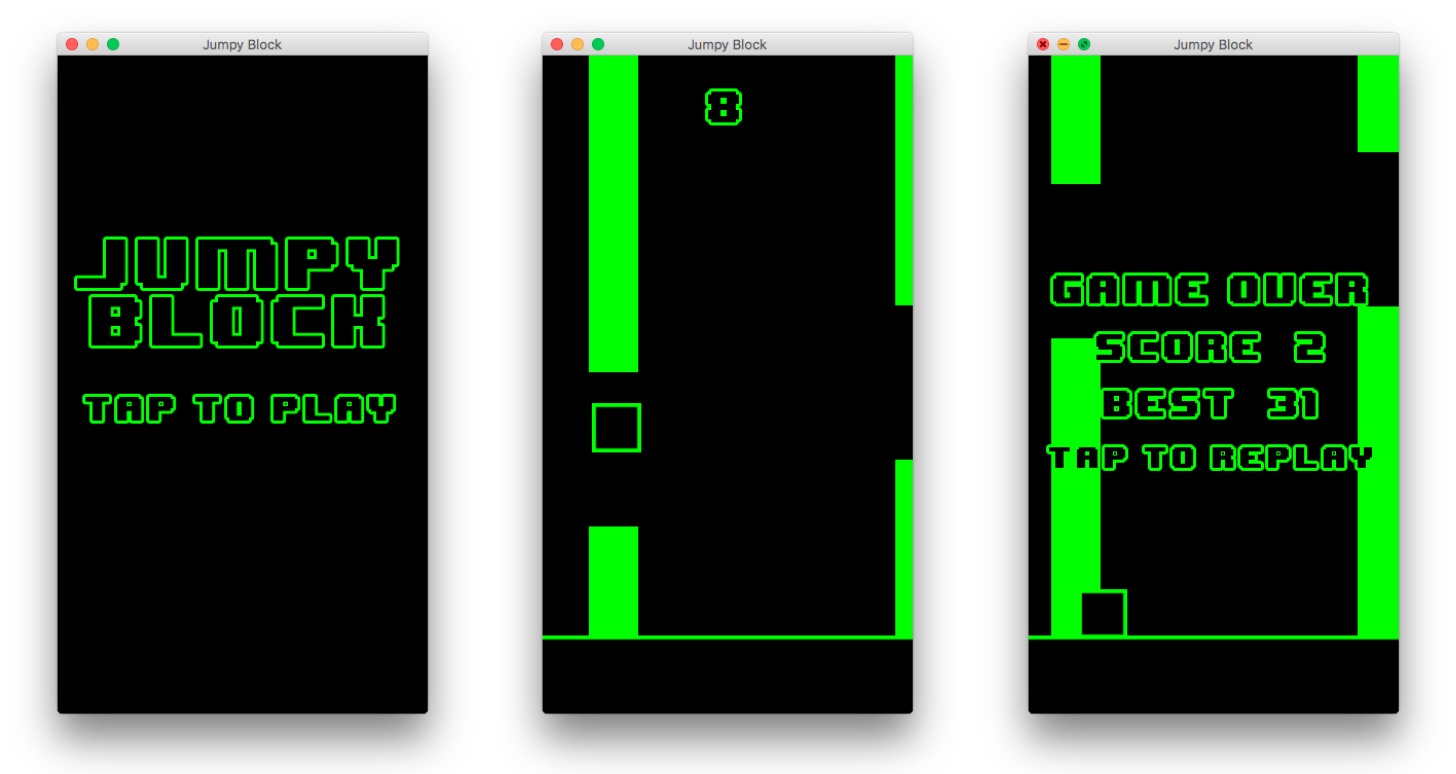 Jumpy Block
JUMPY
BLOCK
TAP TO PLAY
Jumpy Block
8
Jumpy Block
GAME OVER
SCORE 2
BEST 31
TAP TO REPLAY